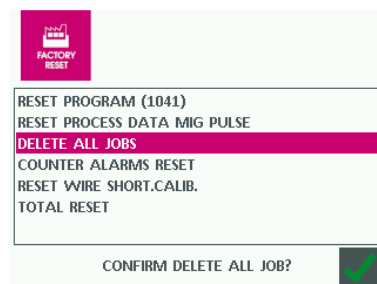 FACTORY
RESET
RESET PROGRAM (1041)
RESET PROCESS DATA MIG PULSE
DELETE ALL JOBS
COUNTER ALARMS RESET
RESET WIRE SHORT.CALIB.
TOTAL RESET
CONFIRM DELETE ALL JOB?